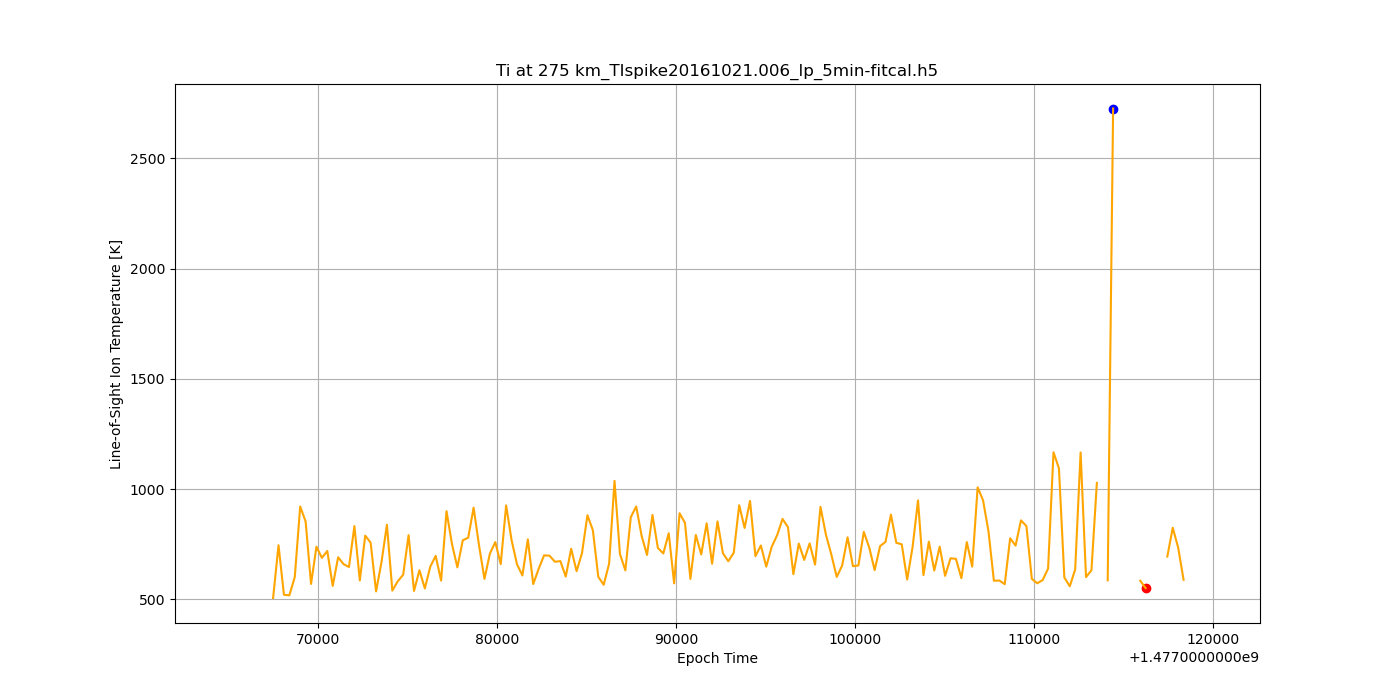 Ti at 275 km_TIspike20161021.006_lp_5min-fitcal.h5
Line-of-Sight Ion Temperature [K]
2500
2000
1500
1000
500
70000 80000 90000 100000 110000 120000
Epoch Time
+1.4770000000e9